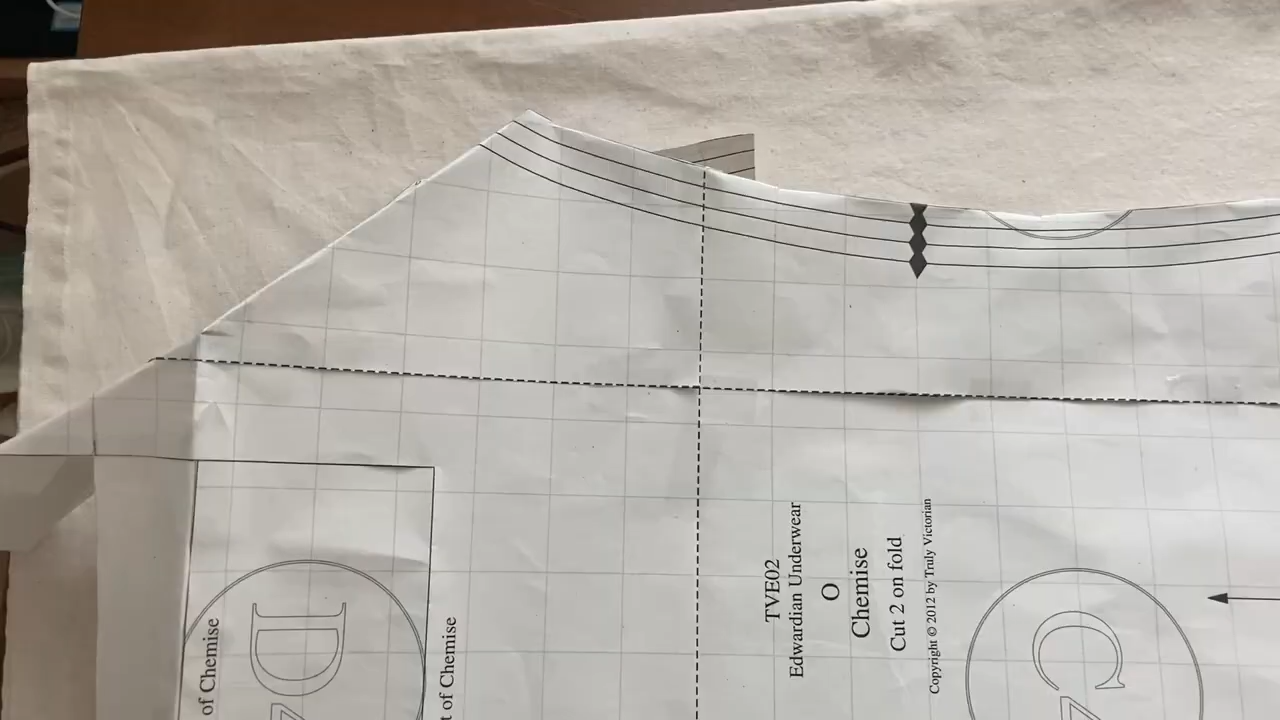 TVE02
Edwardian Underwear
O
Chemise
Cut 2 on fold
Copyright © 2012 by Truly Victorian
of Chemise
D
t of Chemise
C